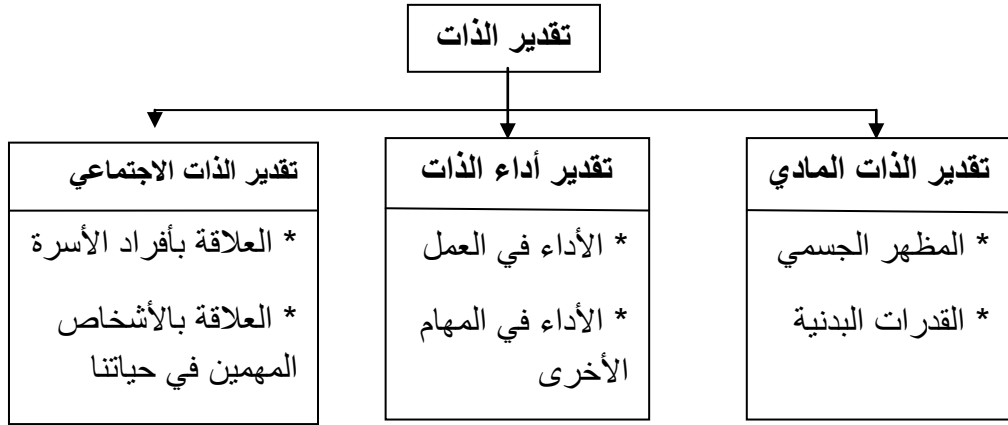 تقدير الذات
تقدير الذات المادي
* المظهر الجسمي
* القدرات البدنية
تقدير أداء الذات
* الأداء في العمل
* الأداء في المهام
الأخرى
تقدير الذات الاجتماعي
* العلاقة بأفراد الأسرة
* العلاقة بالأشخاص
المهمين في حياتنا